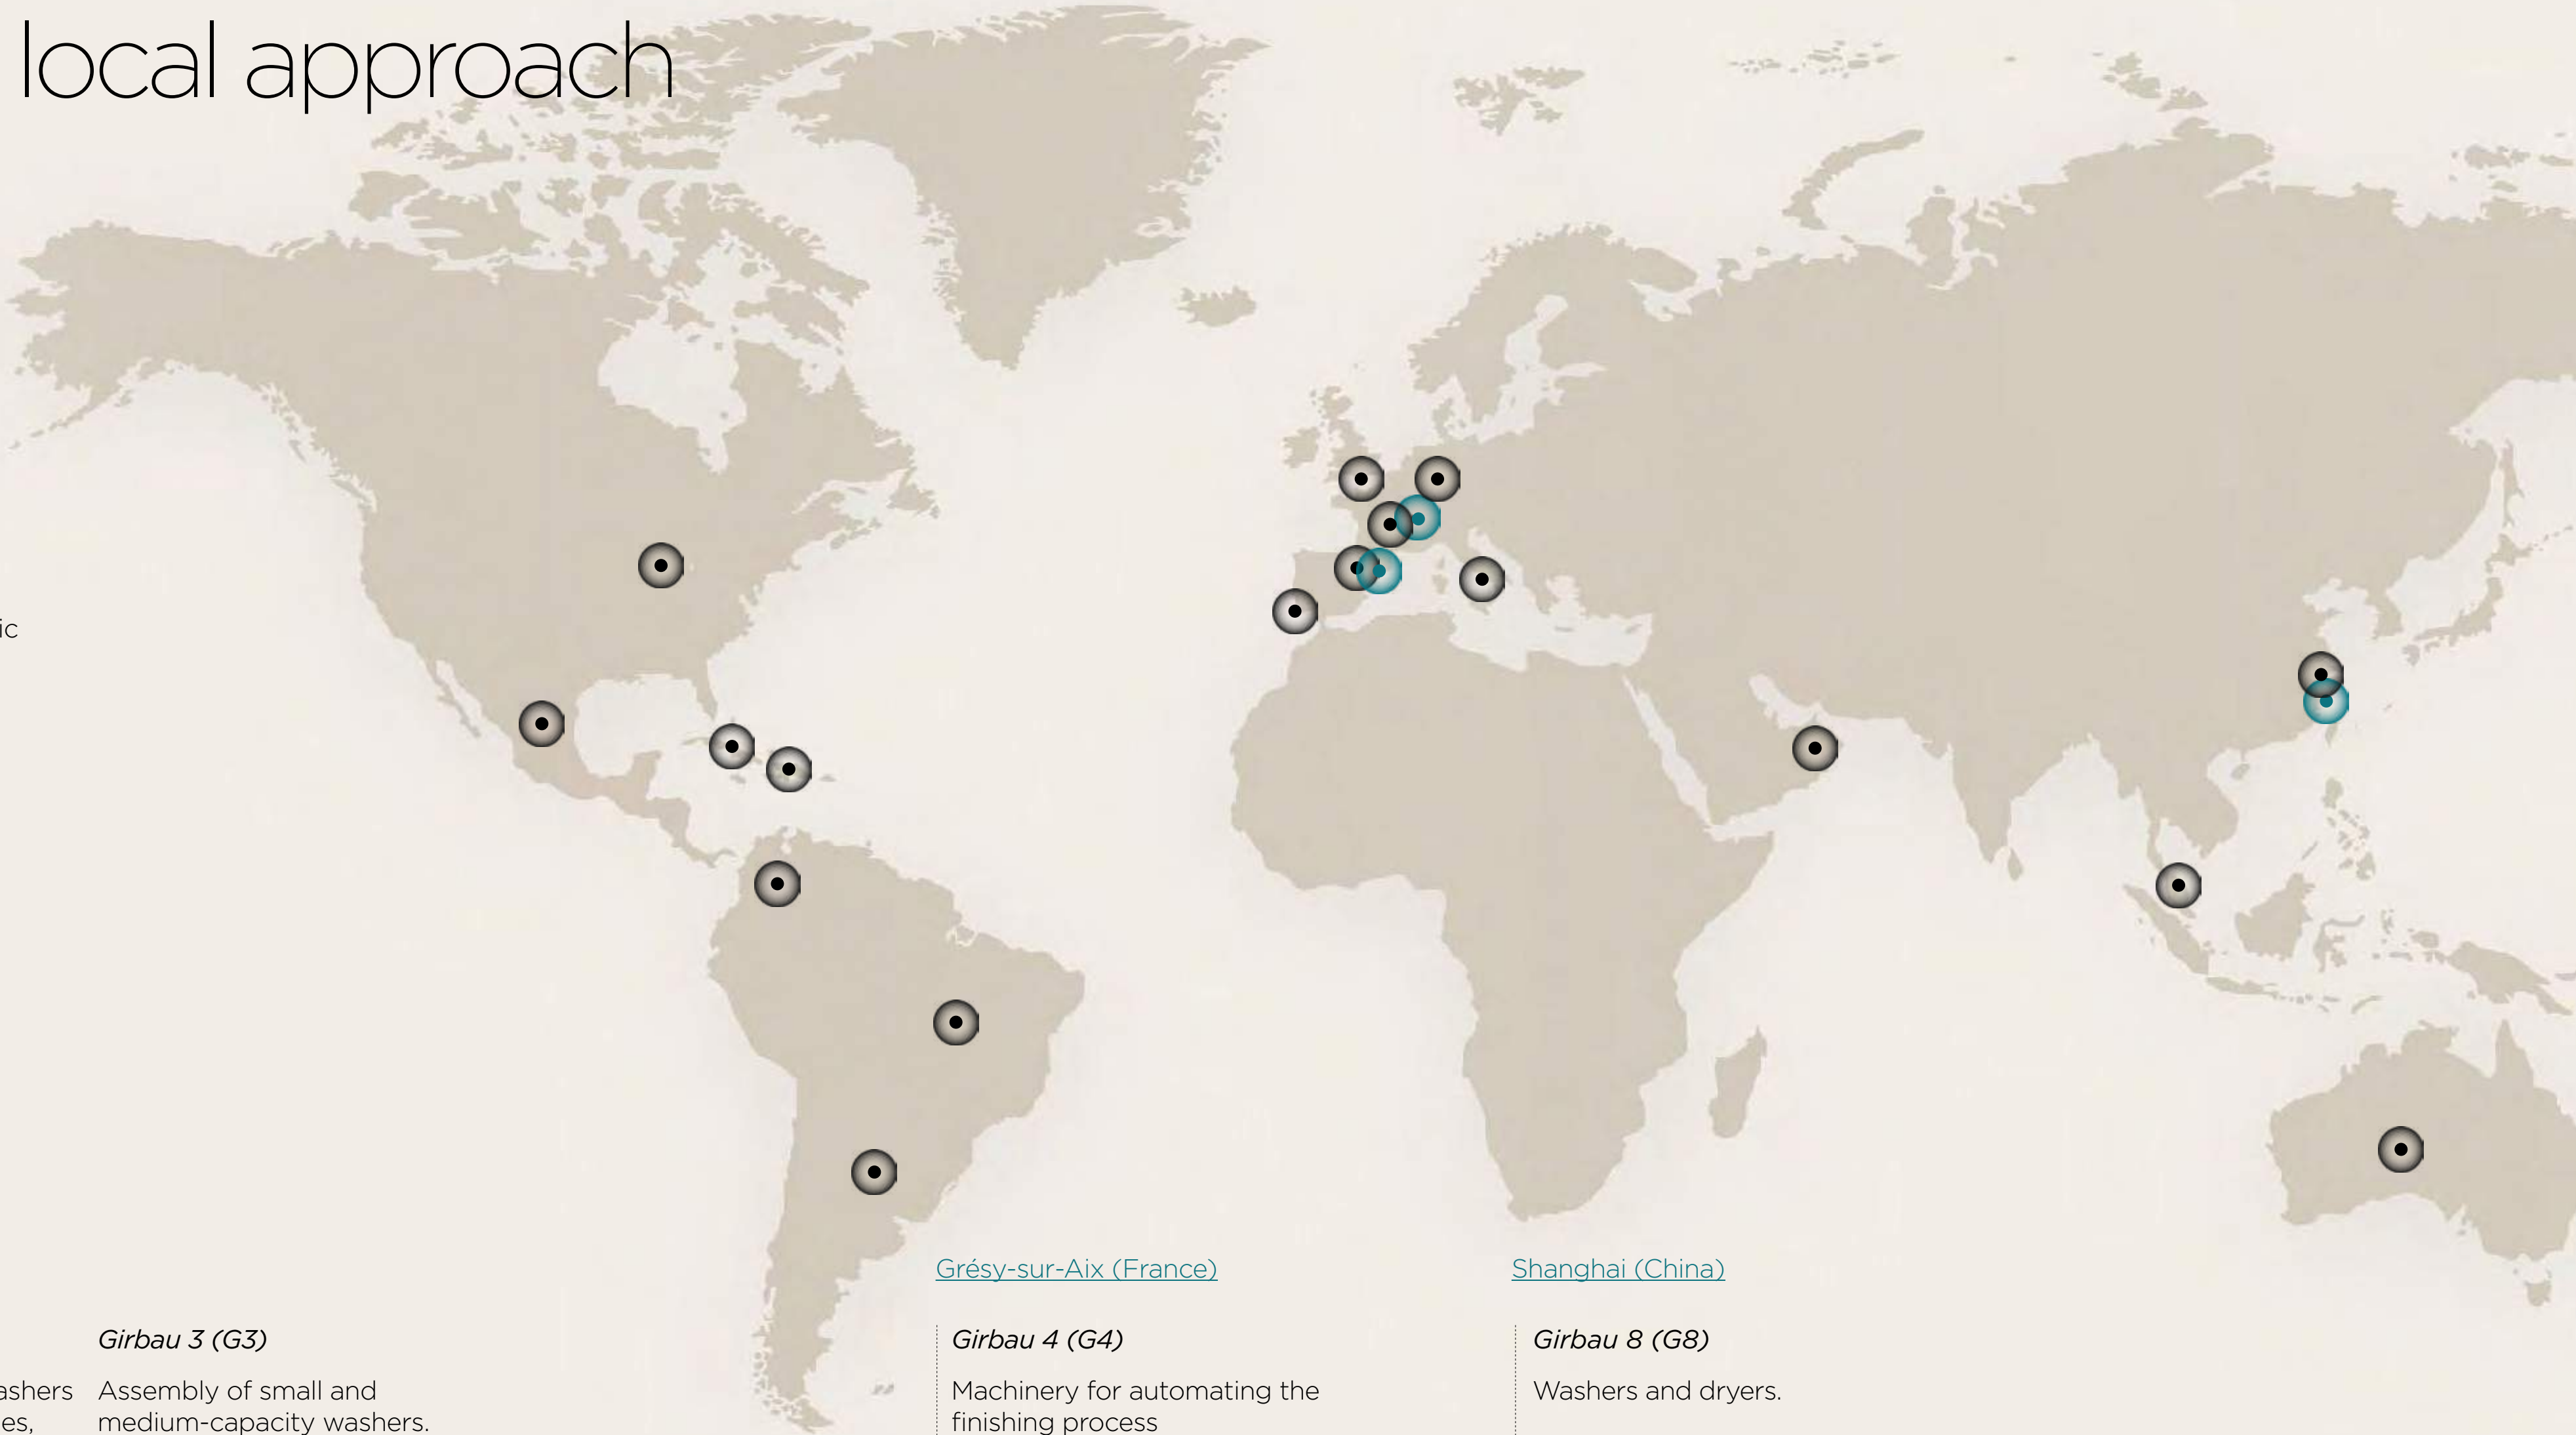 local approach
ic
Grésy-sur-Aix (France)
Shanghai (China)
Girbau 3 (G3)
Girbau 4 (G4)
Girbau 8 (G8)
ashers
Assembly of small and
Machinery for automating the
Washers and dryers.
es,
medium-capacity washers.
finishing process